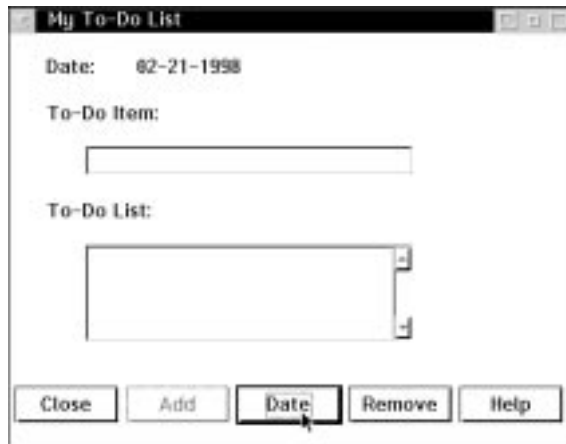 My To-Do List
Date: 02-21-1998
To-Do Item:
To-Do List:
Close Add Date Remove Help